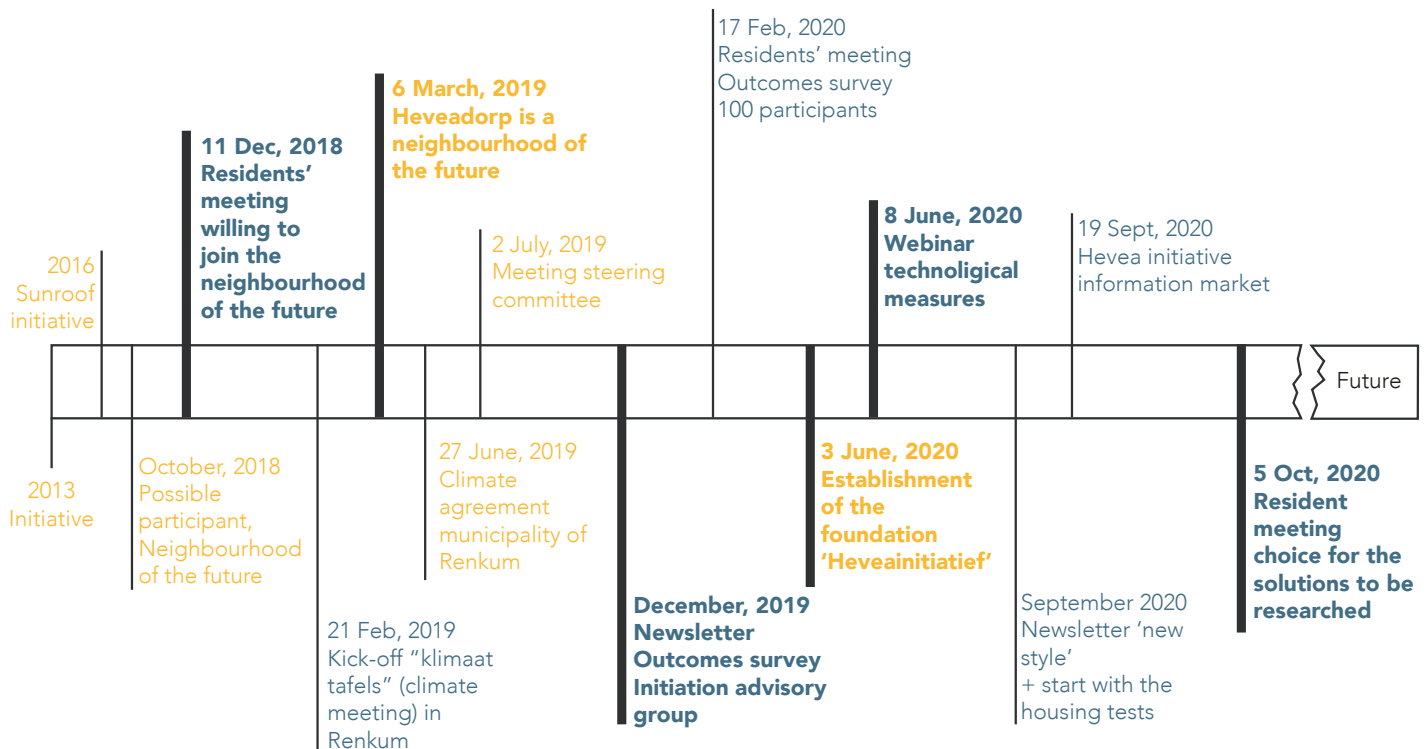 2013
Initiative
2016
Sunroof
initiative
October, 2018
Possible
participant,
Neighbourhood
of the future
11 Dec, 2018
Residents’
meeting
willing to
join the
neighbourhood
of the future
21 Feb, 2019
Kick-off “klimaat
tafels” (climate
meeting) in
Renkum
6 March, 2019
Heveadorp is a
neighbourhood of
the future
27 June, 2019
Climate
agreement
municipality of
Renkum
2 July, 2019
Meeting steering
committee
December, 2019
Newsletter
Outcomes survey
Initiation advisory
group
17 Feb, 2020
Residents’ meeting
Outcomes survey
100 participants
3 June, 2020
Establishment
of the
foundation
‘Heveainitiatief’
8 June, 2020
Webinar
technoligical
measures
September 2020
Newsletter ‘new
style’
+ start with the
housing tests
19 Sept, 2020
Hevea initiative
information market
5 Oct, 2020
Resident
meeting
choice for the
solutions to be
researched
Future